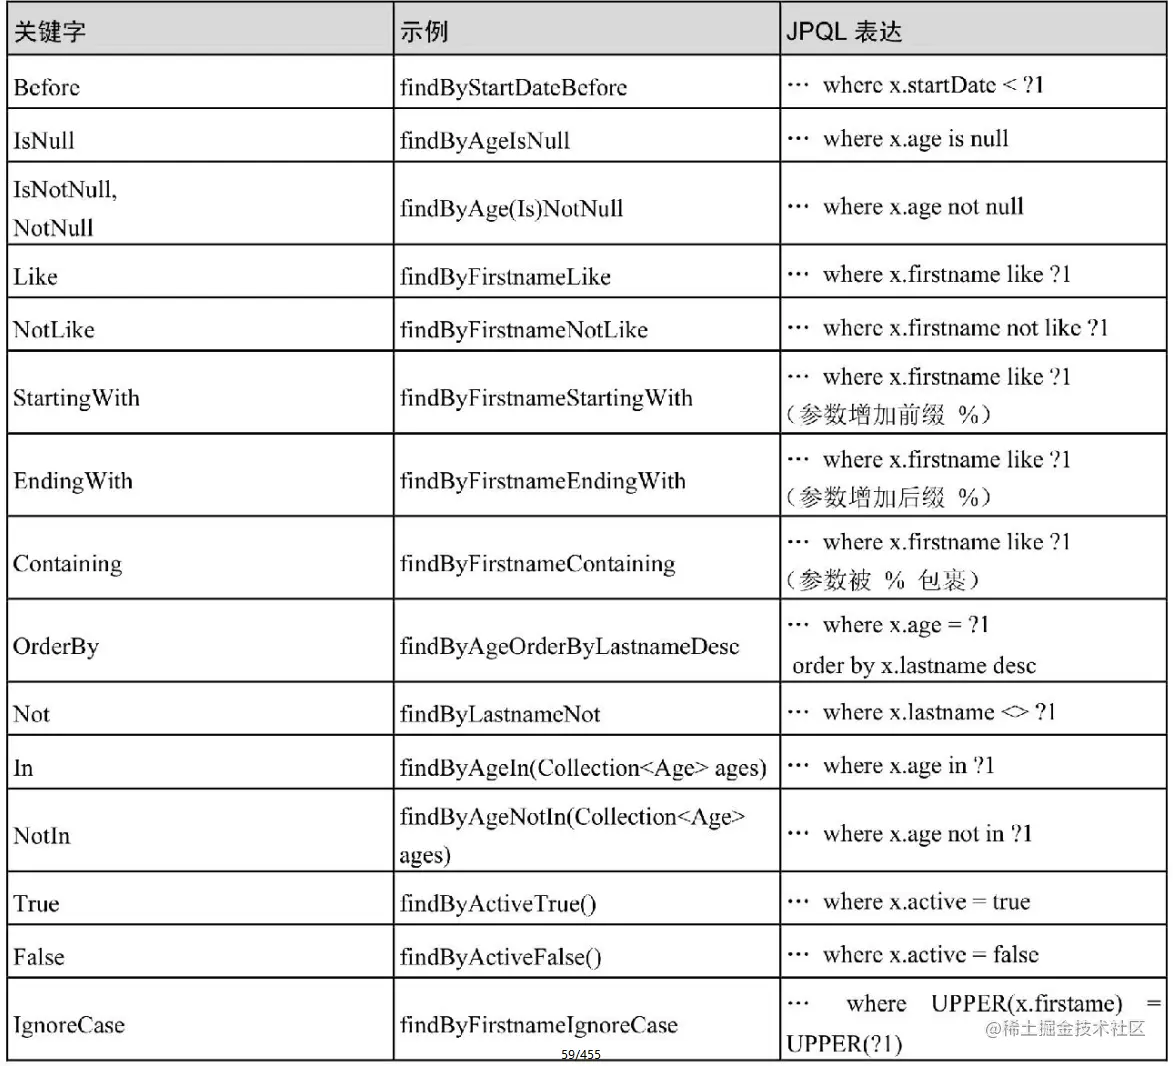 关键字 示例 JPQL 表达
Before findByStartDateBefore … where x.startDate < ?1
IsNull findByAgeIsNull … where x.age is null
IsNotNull,
NotNull findByAge(Is)NotNull … where x.age not null
Like findByFirstnameLike … where x.firstname like ?1
NotLike findByFirstnameNotLike … where x.firstname not like ?1
StartingWith findByFirstnameStartingWith … where x.firstname like ?1
(参数增加前缀 %)
EndingWith findByFirstnameEndingWith … where x.firstname like ?1
(参数增加后缀 %)
Containing findByFirstnameContaining … where x.firstname like ?1
(参数被 % 包裹)
OrderBy findByAgeOrderByLastnameDesc … where x.age = ?1
order by x.lastname desc
Not findByLastnameNot … where x.lastname <> ?1
In findByAgeIn(Collection<Age> ages) … where x.age in ?1
NotIn findByAgeNotIn(Collection<Age>
ages) … where x.age not in ?1
True findByActiveTrue() … where x.active = true
False findByActiveFalse() … where x.active = false
IgnoreCase findByFirstnameIgnoreCase … where UPPER(x.firstame) =
UPPER(?1)
@稀土掘金技术社区
59/455